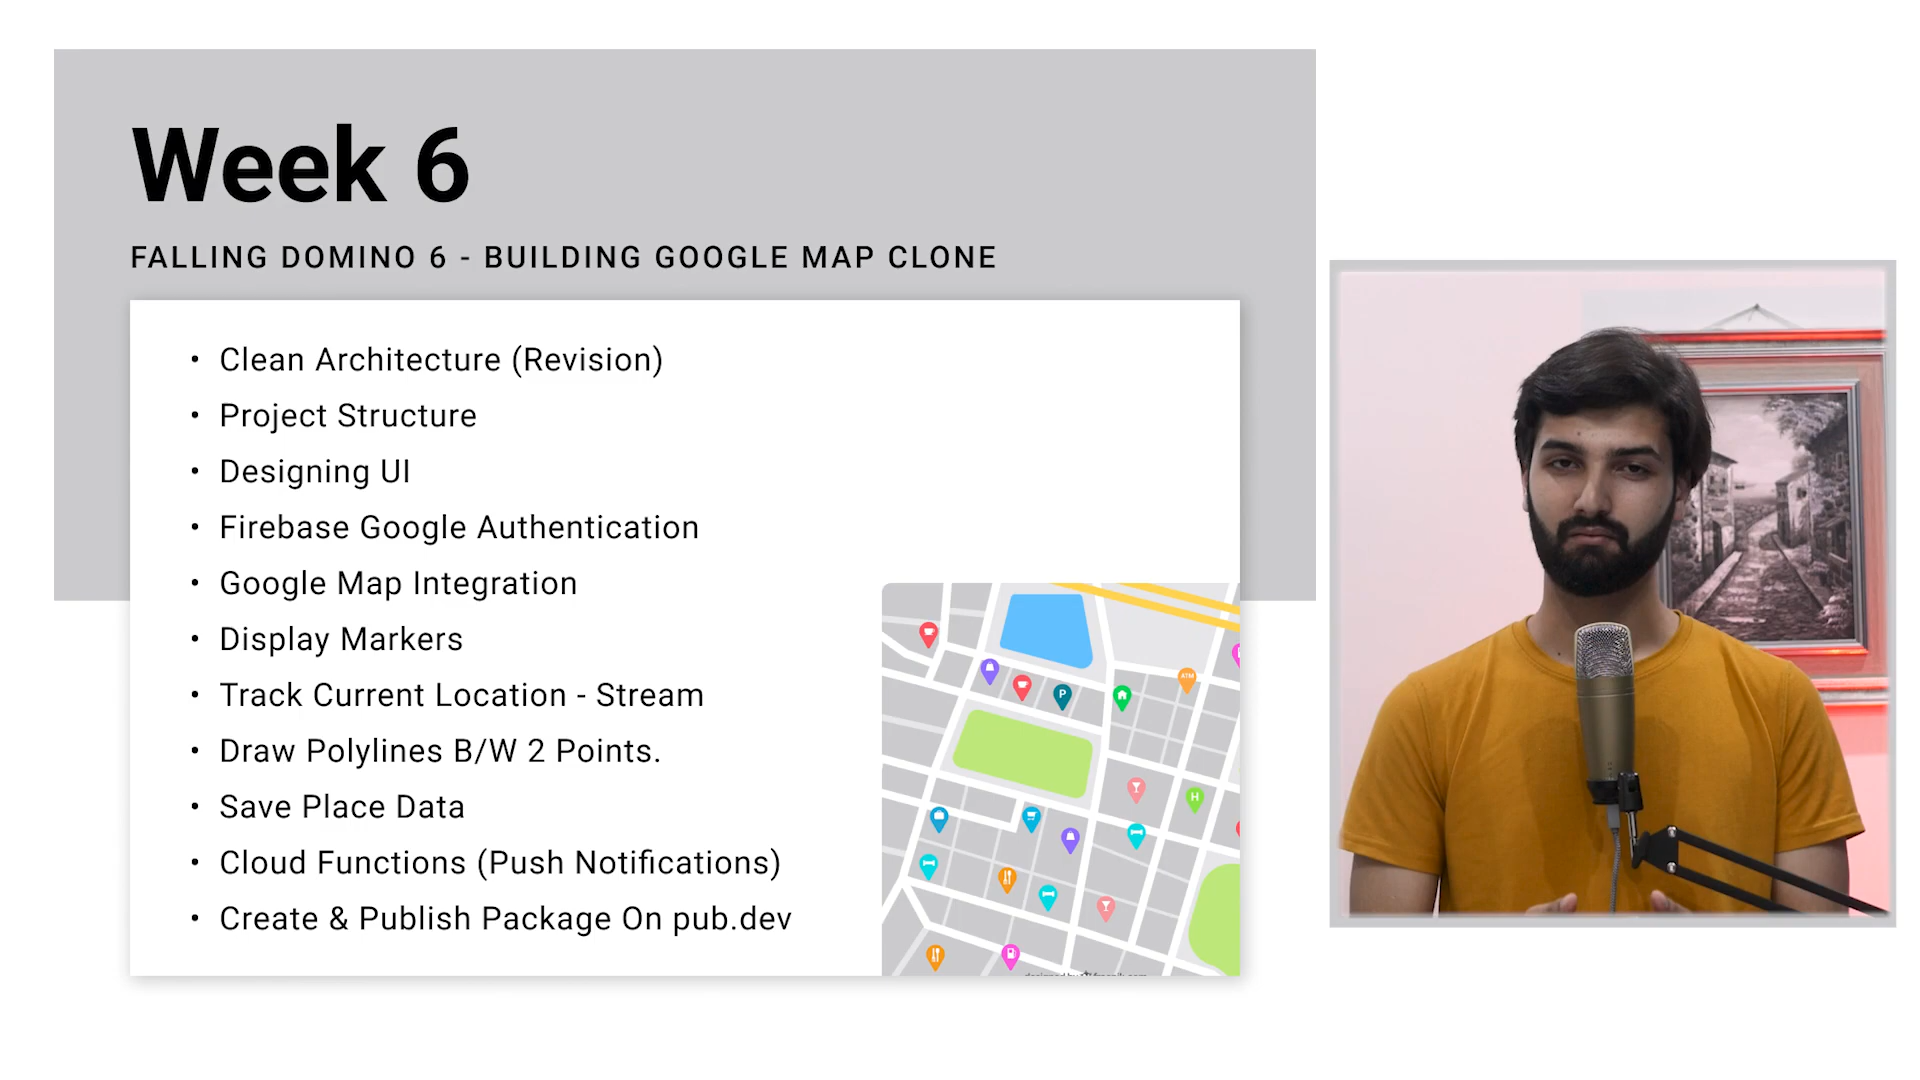 Week 6
FALLING DOMINO 6 - BUILDING GOOGLE MAP CLONE
• Clean Architecture (Revision)
• Project Structure
• Designing UI
• Firebase Google Authentication
• Google Map Integration
• Display Markers
• Track Current Location - Stream
• Draw Polylines B/W 2 Points.
• Save Place Data
• Cloud Functions (Push Notifications)
• Create & Publish Package On pub.dev
ATM
P
H